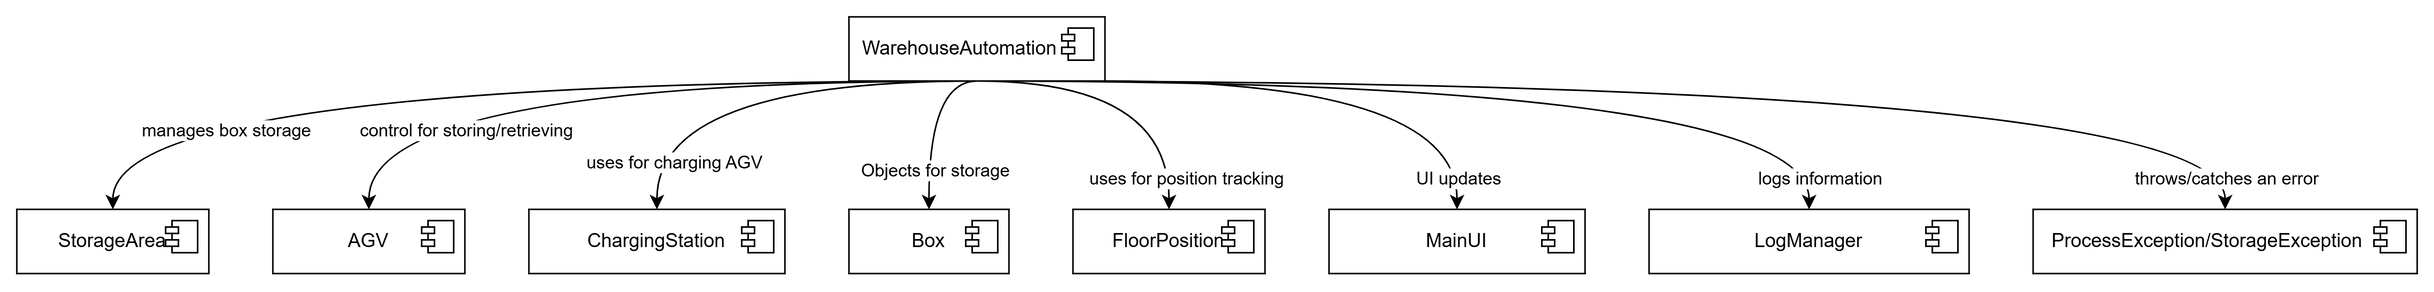 WarehouseAutomation
manages box storage
control for storing/retrieving
uses for charging AGV
Objects for storage
uses for position tracking
UI updates
logs information
throws/catches an error
StorageArea
AGV
ChargingStation
Box
FloorPosition
MainUI
LogManager
ProcessException/StorageException